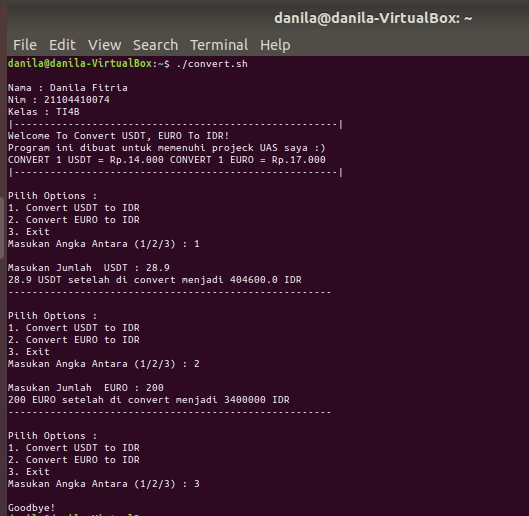 danila@danila-VirtualBox: ~
File Edit View Search Terminal Help
danila@danila-VirtualBox:~$ ./convert.sh
Nama : Danila Fitria
Nim : 21104410074
Kelas : TI4B
|------------------------------------------------------|
Welcome To Convert USDT, EURO To IDR!
Program ini dibuat untuk memenuhi projeck UAS saya :)
CONVERT 1 USDT = Rp.14.000 CONVERT 1 EURO = Rp.17.000
|------------------------------------------------------|
Pilih Options :
1. Convert USDT to IDR
2. Convert EURO to IDR
3. Exit
Masukan Angka Antara (1/2/3) : 1
Masukan Jumlah  USDT : 28.9
28.9 USDT setelah di convert menjadi 404600.0 IDR
------------------------------------------------------
Pilih Options :
1. Convert USDT to IDR
2. Convert EURO to IDR
3. Exit
Masukan Angka Antara (1/2/3) : 2
Masukan Jumlah  EURO : 200
200 EURO setelah di convert menjadi 3400000 IDR
------------------------------------------------------
Pilih Options :
1. Convert USDT to IDR
2. Convert EURO to IDR
3. Exit
Masukan Angka Antara (1/2/3) : 3
Goodbye!